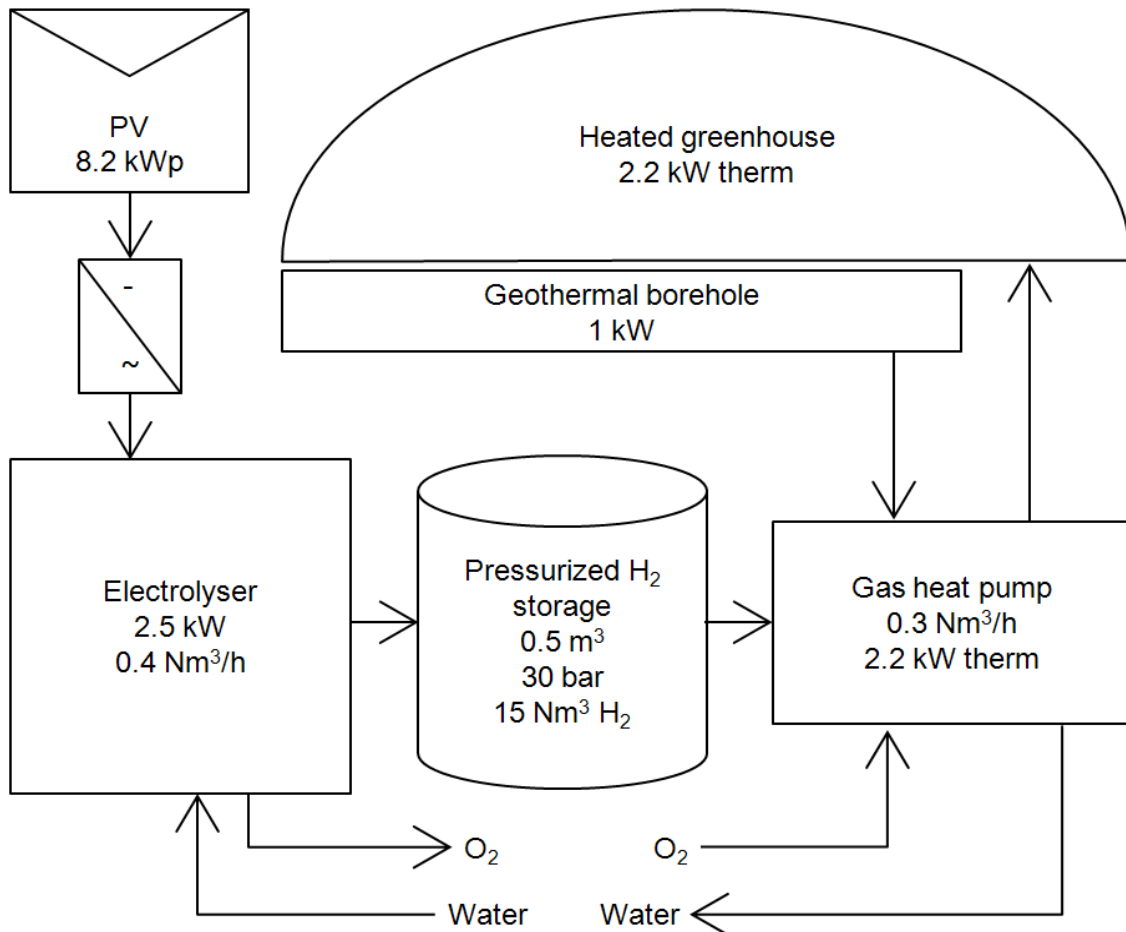 PV
8.2 kWp
-
~
Heated greenhouse
2.2 kW therm
Geothermal borehole
1 kW
Electrolyser
2.5 kW
0.4 Nm³/h
Pressurized H₂
storage
0.5 m³
30 bar
15 Nm³ H₂
Gas heat pump
0.3 Nm³/h
2.2 kW therm
O₂
O₂
Water
Water